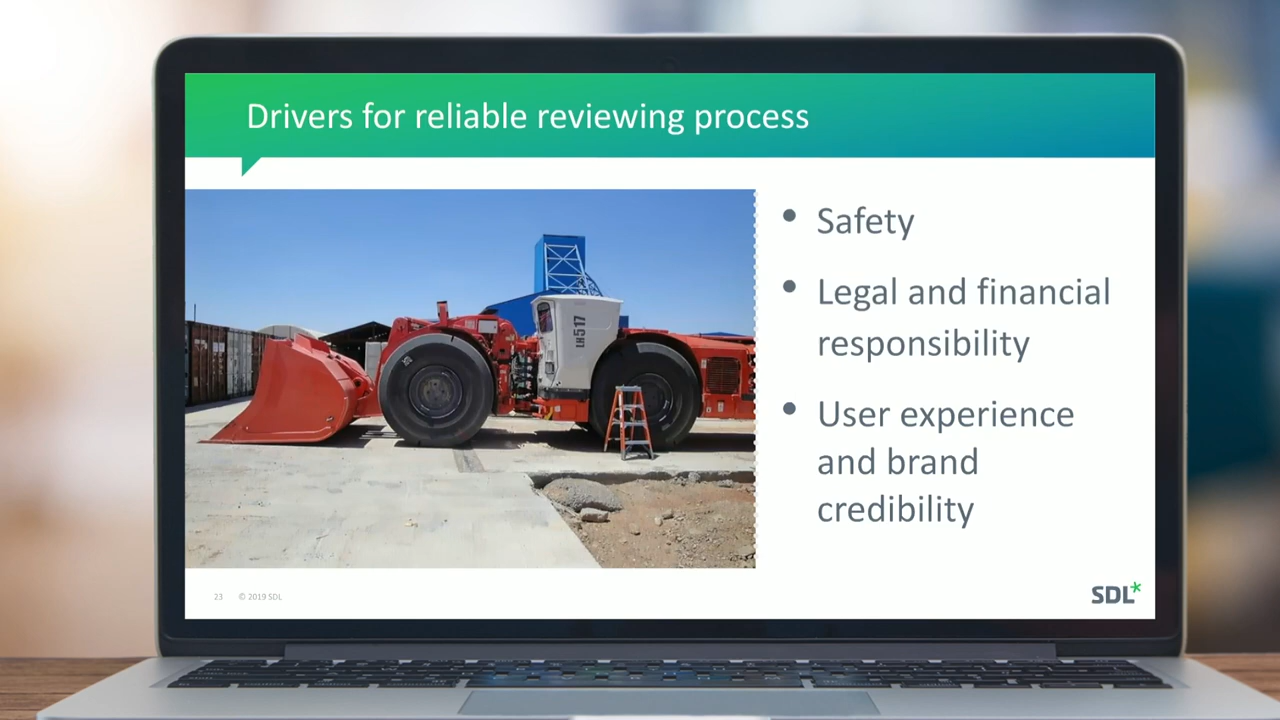 Drivers for reliable reviewing process
LH517
• Safety
• Legal and financial
responsibility
• User experience
and brand
credibility
23 © 2019 SDL
SDL*